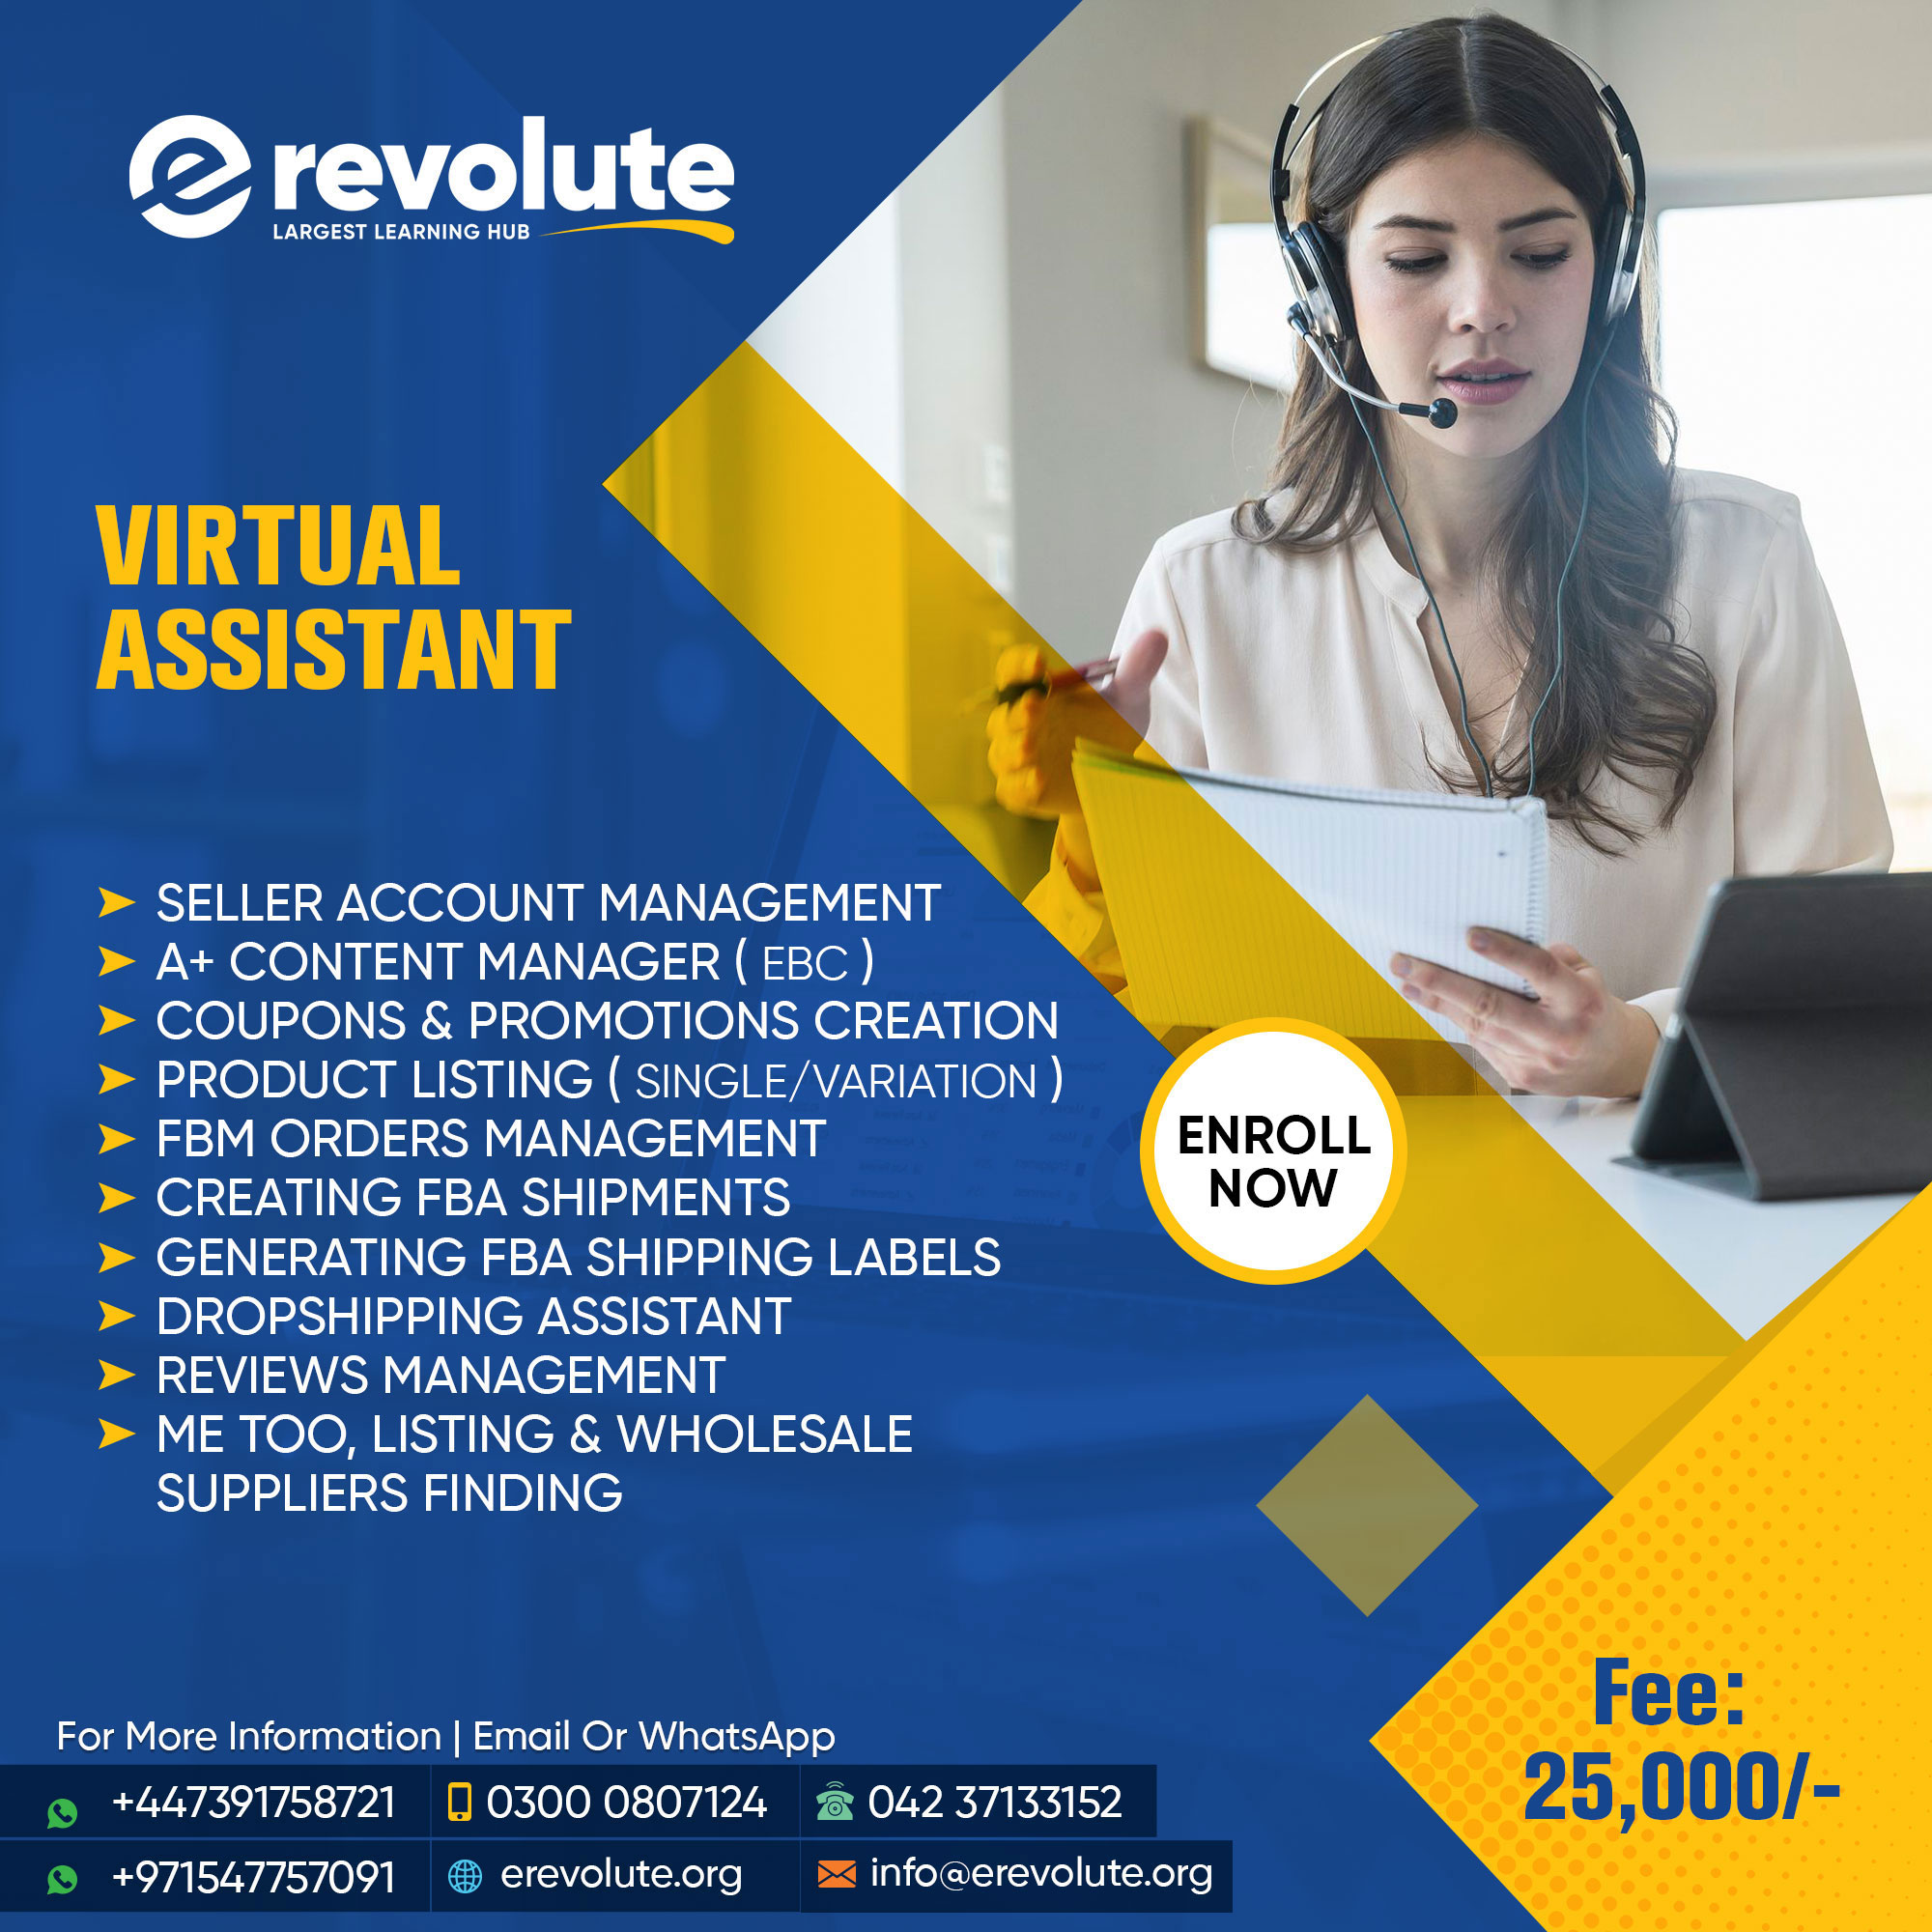 e revolute
LARGEST LEARNING HUB
VIRTUAL
ASSISTANT
SELLER ACCOUNT MANAGEMENT
A+ CONTENT MANAGER ( EBC )
COUPONS & PROMOTIONS CREATION
PRODUCT LISTING ( SINGLE/VARIATION )
FBM ORDERS MANAGEMENT
CREATING FBA SHIPMENTS
GENERATING FBA SHIPPING LABELS
DROPSHIPPING ASSISTANT
REVIEWS MANAGEMENT
ME TOO, LISTING & WHOLESALE
SUPPLIERS FINDING
ENROLL
NOW
Fee:
25,000/-
For More Information | Email Or WhatsApp
+447391758721 0300 0807124 042 37133152
+971547757091 erevolute.org info@erevolute.org